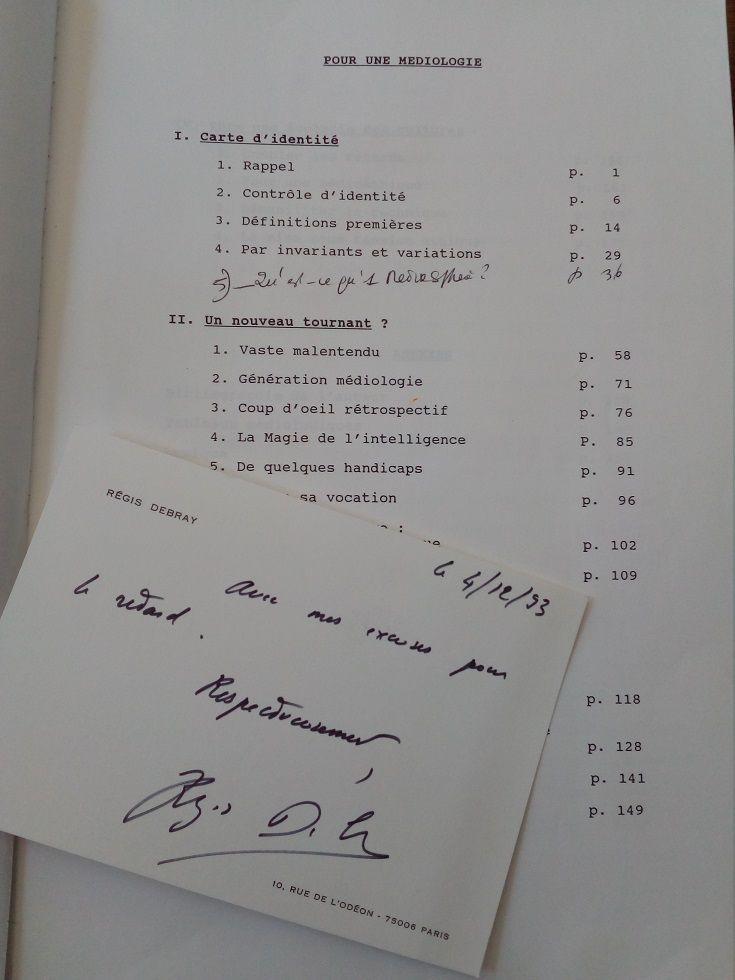 POUR UNE MEDIOLOGIE
I. Carte d'identité
1. Rappel p. 1
2. Contrôle d'identité p. 6
3. Définitions premières p. 14
4. Par invariants et variations p. 29
5) Qu'est-ce qu'1 p 36
II. Un nouveau tournant ?
1. Vaste malentendu p. 58
2. Génération médiologie p. 71
3. Coup d'oeil rétrospectif p. 76
4. La Magie de l'intelligence P. 85
5. De quelques handicaps p. 91
sa vocation p. 96
p. 102
p. 109
p. 118
p. 128
p. 141
p. 149
RÉGIS DEBRAY
le 4/12/93
Avec mes excuses pour
le retard.
Respectueusement,
Régis Debray
10, RUE DE L'ODÉON - 75006 PARIS